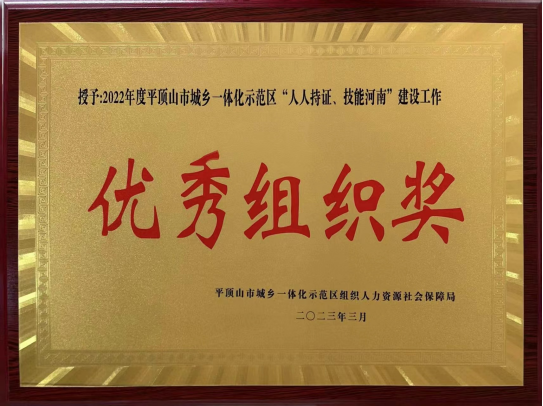 授予:2022年度平顶山市城乡一体化示范区“人人持证、技能河南”建设工作
优秀组织奖
平顶山市城乡一体化示范区组织人力资源社会保障局
二〇二三年三月